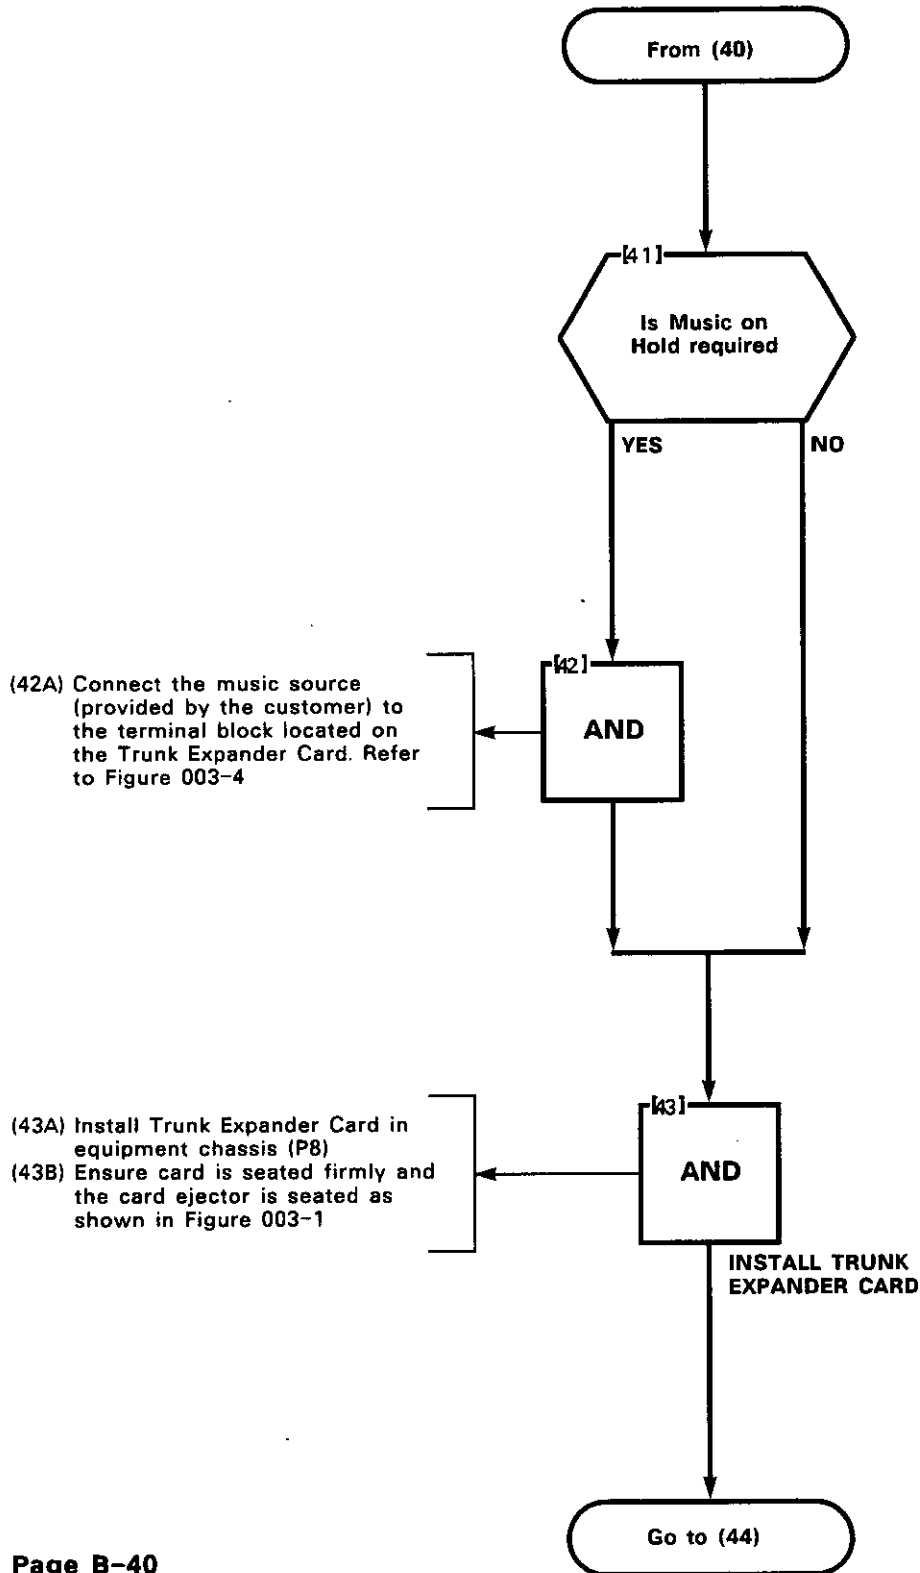 From (40)
[41]
Is Music on
Hold required
YES
NO
(42A) Connect the music source
(provided by the customer) to
the terminal block located on
the Trunk Expander Card. Refer
to Figure 003-4
[42]
AND
(43A) Install Trunk Expander Card in
equipment chassis (P8)
(43B) Ensure card is seated firmly and
the card ejector is seated as
shown in Figure 003-1
[43]
AND
INSTALL TRUNK
EXPANDER CARD
Go to (44)
Page B-40